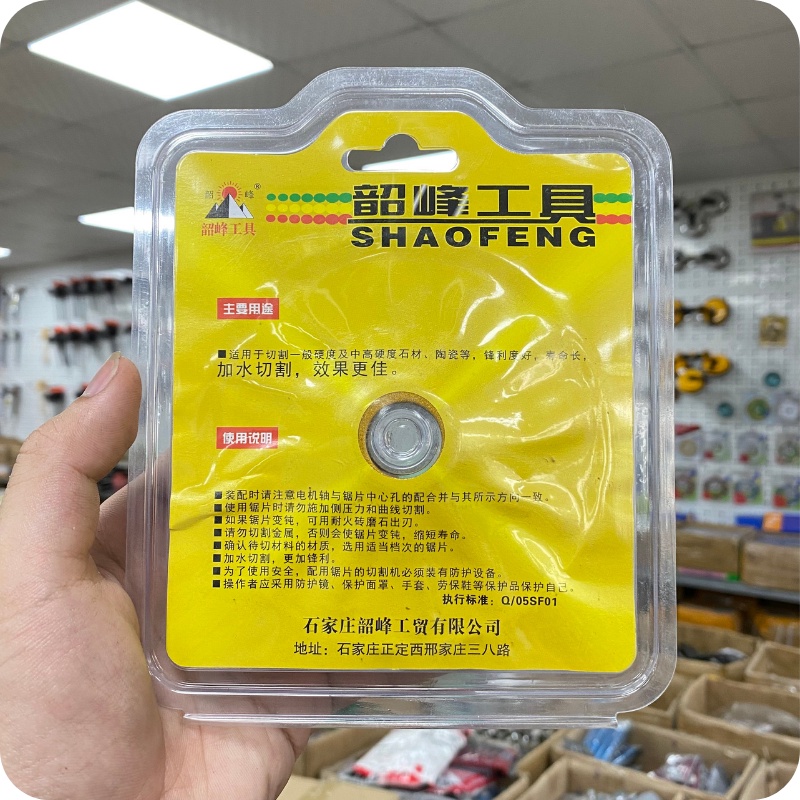 韶 峰 ®
韶峰工具
韶峰工具
SHAOFENG
主要用途
■适用于切割一般硬度及中高硬度石材、陶瓷等，锋利度好，寿命长，
加水切割，效果更佳。
使用说明
■装配时请注意电机轴与锯片中心孔的配合并与其所示方向一致。
■使用锯片时请勿施加侧压力和曲线切割。
■如果锯片变钝，可用耐火砖磨石出刃。
■请勿切割金属，否则会使锯片变钝，缩短寿命。
■确认待切材料的材质，选用适当档次的锯片。
■加水切割，更加锋利。
■为了使用安全，配用锯片的切割机必须装有防护设备。
■操作者应采用防护镜、保护面罩、手套、劳保鞋等保护品保护自己。
执行标准：Q/05SF01
石家庄韶峰工贸有限公司
地址：石家庄正定西邢家庄三八路